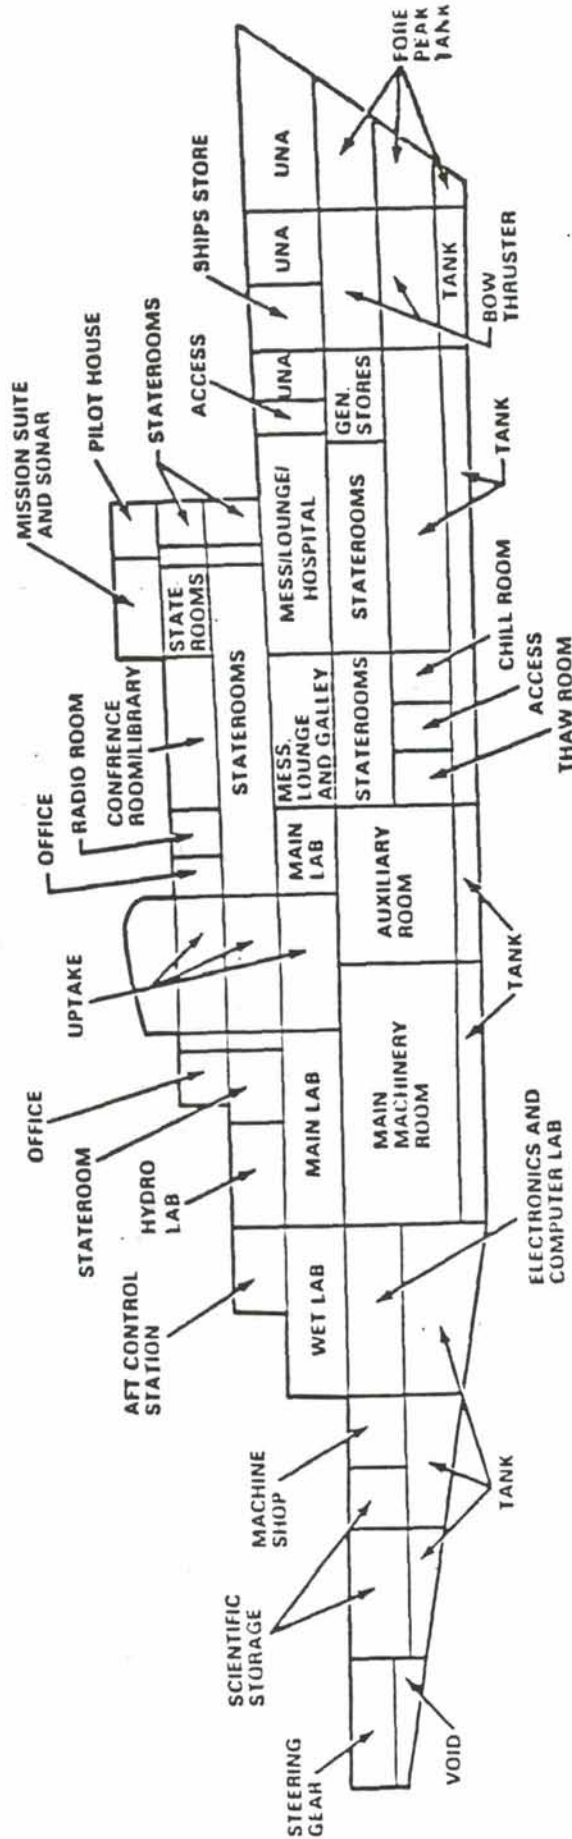 MISSION SUITE
AND SONAR
PILOT HOUSE
STATEROOMS
ACCESS
SHIPS STORE
FORE
PEAK
TANK
OFFICE
RADIO ROOM
CONFRENCE
ROOM/LIBRARY
STATE
ROOMS
UPTAKE
OFFICE
STATEROOM
HYDRO
LAB
AFT CONTROL
STATION
STATEROOMS
UNA
UNA
UNA
MESS/LOUNGE/
HOSPITAL
GEN.
STORES
MESS,
LOUNGE
AND GALLEY
STATEROOMS
STATEROOMS
MAIN
LAB
MAIN LAB
WET LAB
AUXILIARY
ROOM
MAIN
MACHINERY
ROOM
TANK
BOW
THRUSTER
TANK
CHILL ROOM
ACCESS
THAW ROOM
TANK
ELECTRONICS AND
COMPUTER LAB
MACHINE
SHOP
SCIENTIFIC
STORAGE
STEERING
GEAR
VOID
TANK